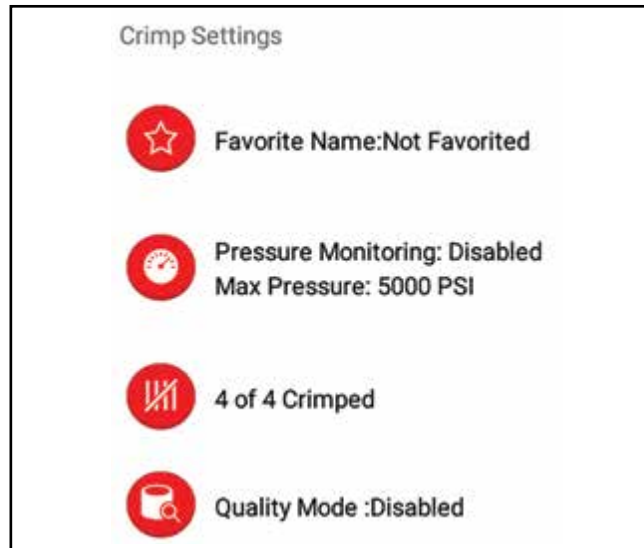 Crimp Settings
Favorite Name:Not Favorited
Pressure Monitoring: Disabled
Max Pressure: 5000 PSI
4 of 4 Crimped
Quality Mode :Disabled